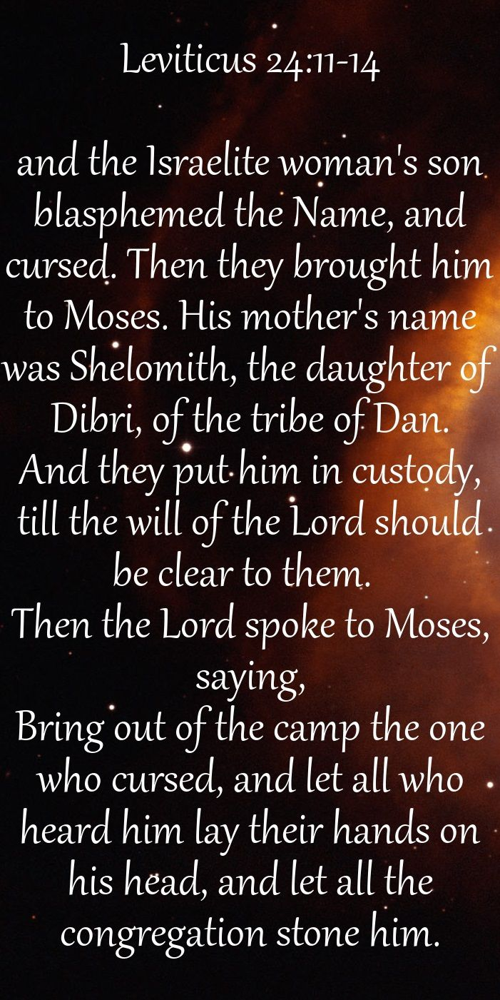 Leviticus 24:11-14
and the Israelite woman's son
blasphemed the Name, and
cursed. Then they brought him
to Moses. His mother's name
was Shelomith, the daughter of
Dibri, of the tribe of Dan.
And they put him in custody,
till the will of the Lord should
be clear to them.
Then the Lord spoke to Moses,
saying,
Bring out of the camp the one
who cursed, and let all who
heard him lay their hands on
his head, and let all the
congregation stone him.